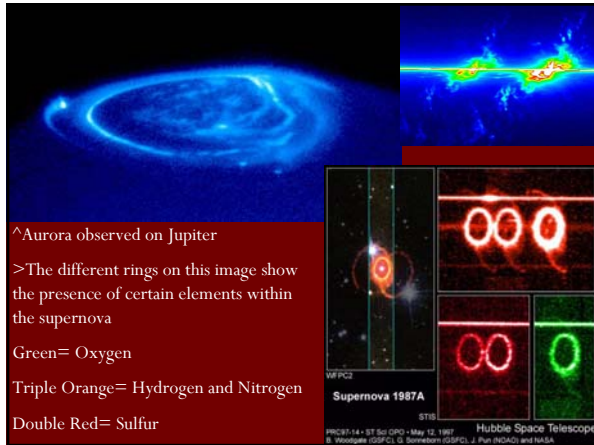 ^Aurora observed on Jupiter
>The different rings on this image show
the presence of certain elements within
the supernova
Green= Oxygen
Triple Orange= Hydrogen and Nitrogen
Double Red= Sulfur
WFPC2
Supernova 1987A
STIS
PRC97-14 • ST ScI OPO • May 12, 1997
Hubble Space Telescope
B. Woodgate (GSFC), G. Sonneborn (GSFC), J. Pun (NOAO) and NASA